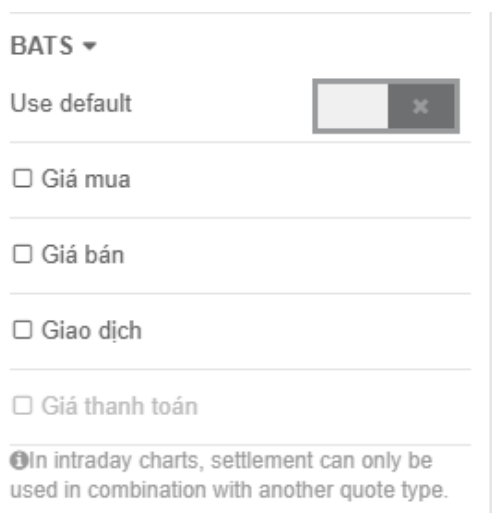 BATS
Use default
Giá mua
Giá bán
Giao dịch
Giá thanh toán
In intraday charts, settlement can only be
used in combination with another quote type.